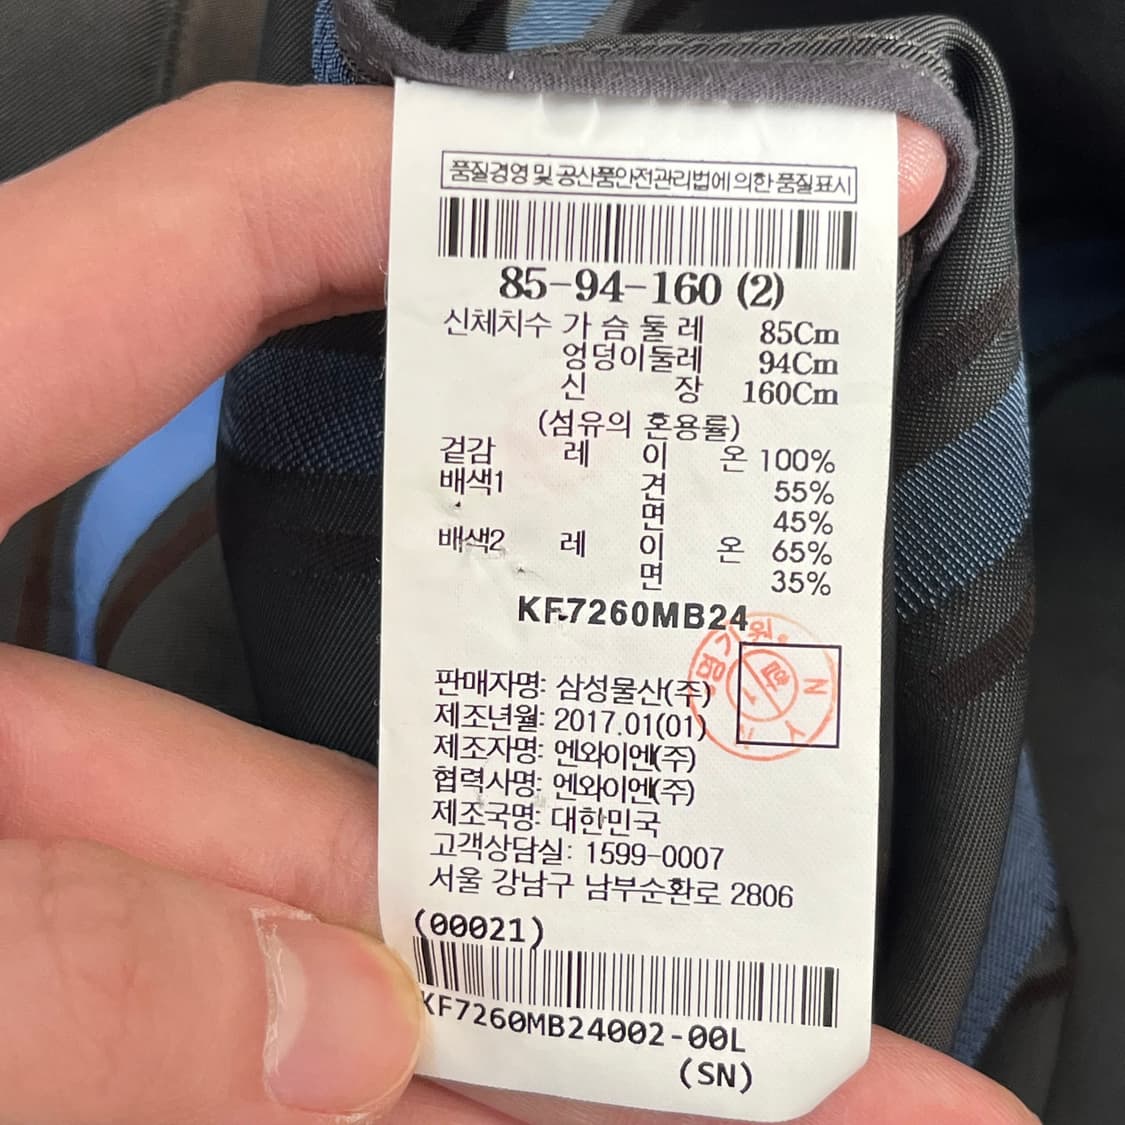 품질경영 및 공산품안전관리법에 의한 품질표시
85-94-160 (2)
신체치수 가슴둘레 85Cm
엉덩이둘레 94Cm
신장 160Cm
(섬유의 혼용률)
겉감 레이온 100%
배색1 견 55%
면 45%
배색2 레이온 65%
면 35%
KF7260MB24
판매자명: 삼성물산(주)
제조년월: 2017.01(01)
제조자명: 엔와이엔(주)
협력사명: 엔와이엔(주)
제조국명: 대한민국
고객상담실: 1599-0007
서울 강남구 남부순환로 2806
(00021)
KF7260MB24002-00L
(SN)